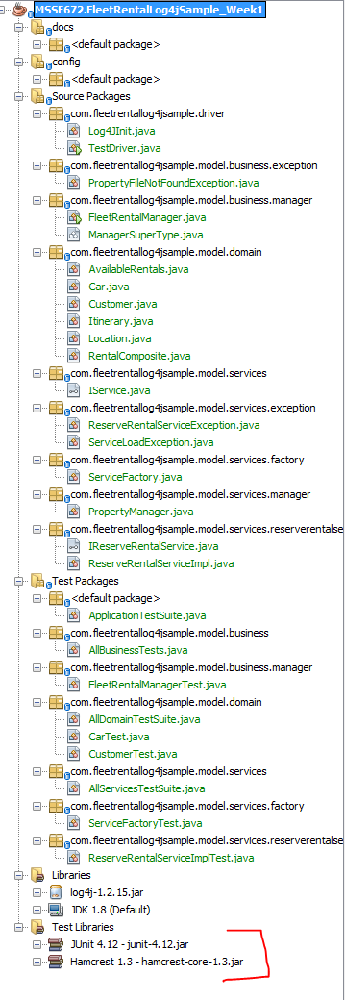 MSSE672.FleetRentalLog4jSample_Week1
docs
<default package>
config
<default package>
Source Packages
com.fleetrentallog4jsample.driver
Log4JInit.java
TestDriver.java
com.fleetrentallog4jsample.model.business.exception
PropertyFileNotFoundException.java
com.fleetrentallog4jsample.model.business.manager
FleetRentalManager.java
ManagerSuperType.java
com.fleetrentallog4jsample.model.domain
AvailableRentals.java
Car.java
Customer.java
Itinerary.java
Location.java
RentalComposite.java
com.fleetrentallog4jsample.model.services
IService.java
com.fleetrentallog4jsample.model.services.exception
ReserveRentalServiceException.java
ServiceLoadException.java
com.fleetrentallog4jsample.model.services.factory
ServiceFactory.java
com.fleetrentallog4jsample.model.services.manager
PropertyManager.java
com.fleetrentallog4jsample.model.services.reserverentalse
IReserveRentalService.java
ReserveRentalServiceImpl.java
Test Packages
<default package>
ApplicationTestSuite.java
com.fleetrentallog4jsample.model.business
AllBusinessTests.java
com.fleetrentallog4jsample.model.business.manager
FleetRentalManagerTest.java
com.fleetrentallog4jsample.model.domain
AllDomainTestSuite.java
CarTest.java
CustomerTest.java
com.fleetrentallog4jsample.model.services
AllServicesTestSuite.java
com.fleetrentallog4jsample.model.services.factory
ServiceFactoryTest.java
com.fleetrentallog4jsample.model.services.reserverentalse
ReserveRentalServiceImplTest.java
Libraries
log4j-1.2.15.jar
JDK 1.8 (Default)
Test Libraries
JUnit 4.12 - junit-4.12.jar
Hamcrest 1.3 - hamcrest-core-1.3.jar